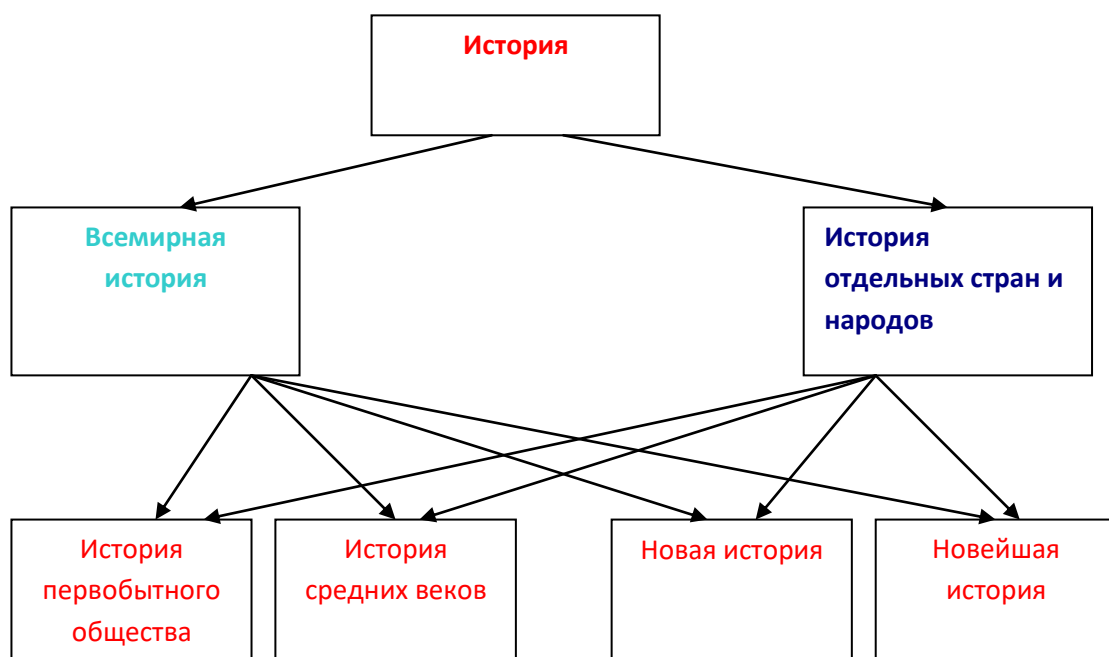 История
Всемирная
история
История
отдельных стран и
народов
История
первобытного
общества
История
средних веков
Новая история
Новейшая
история